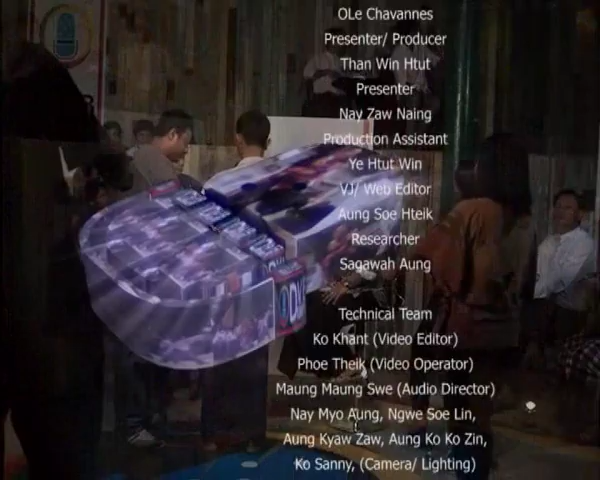 OLe Chavannes
Presenter/ Producer
Than Win Htut
Presenter
Nay Zaw Naing
Production Assistant
Ye Htut Win
VJ/ Web Editor
Aung Soe Hteik
Researcher
Sagawah Aung
Technical Team
Ko Khant (Video Editor)
Phoe Theik (Video Operator)
Maung Maung Swe (Audio Director)
Nay Myo Aung, Ngwe Soe Lin,
Aung Kyaw Zaw, Aung Ko Ko Zin,
Ko Sanny, (Camera/ Lighting)